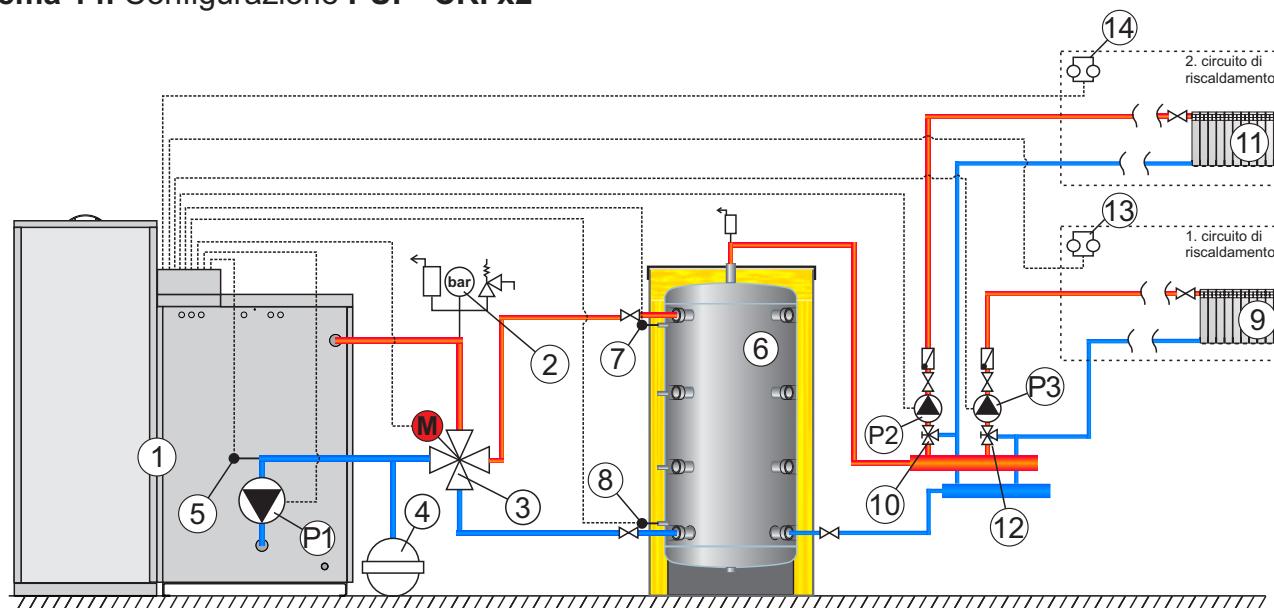 Configurazione
14
2. circuito di
riscaldamento
11
13
1. circuito di
riscaldamento
9
bar
2
7
6
M
P2
P3
1
5
P1
4
3
8
10
12